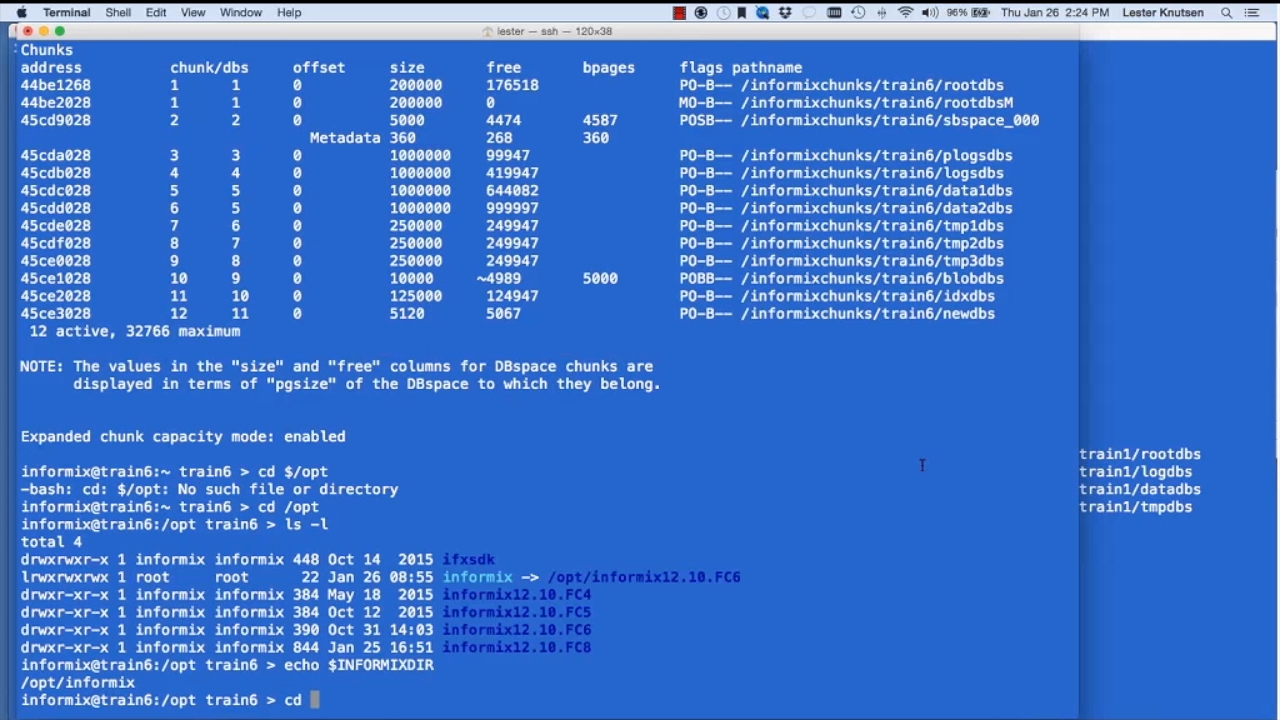 Terminal Shell Edit View Window Help 96% Thu Jan 26 2:24 PM Lester Knutsen
lester — ssh — 120×38
Chunks
address chunk/dbs offset size free bpages flags pathname
44be1268 1 1 0 200000 176518 PO-B-- /informixchunks/train6/rootdbs
44be2028 1 1 0 200000 0 MO-B-- /informixchunks/train6/rootdbsM
45cd9028 2 2 0 5000 4474 4587 POSB-- /informixchunks/train6/sbspace_000
Metadata 360 268 360
45cda028 3 3 0 1000000 99947 PO-B-- /informixchunks/train6/plogsdbs
45cdb028 4 4 0 1000000 419947 PO-B-- /informixchunks/train6/logsdbs
45cdc028 5 5 0 1000000 644082 PO-B-- /informixchunks/train6/data1dbs
45cdd028 6 5 0 1000000 999997 PO-B-- /informixchunks/train6/data2dbs
45cde028 7 6 0 250000 249947 PO-B-- /informixchunks/train6/tmp1dbs
45cdf028 8 7 0 250000 249947 PO-B-- /informixchunks/train6/tmp2dbs
45ce0028 9 8 0 250000 249947 PO-B-- /informixchunks/train6/tmp3dbs
45ce1028 10 9 0 10000 ~4989 5000 POBB-- /informixchunks/train6/blobdbs
45ce2028 11 10 0 125000 124947 PO-B-- /informixchunks/train6/idxdbs
45ce3028 12 11 0 5120 5067 PO-B-- /informixchunks/train6/newdbs
12 active, 32766 maximum
NOTE: The values in the "size" and "free" columns for DBspace chunks are
displayed in terms of "pgsize" of the DBspace to which they belong.
Expanded chunk capacity mode: enabled
informix@train6:~ train6 > cd $/opt
-bash: cd: $/opt: No such file or directory
informix@train6:~ train6 > cd /opt
informix@train6:/opt train6 > ls -l
total 4
drwxrwxr-x 1 informix informix 448 Oct 14 2015 ifxsdk
lrwxrwxrwx 1 root root 22 Jan 26 08:55 informix -> /opt/informix12.10.FC6
drwxrwxr-x 1 informix informix 384 May 18 2015 informix12.10.FC4
drwxrwxr-x 1 informix informix 384 Oct 12 2015 informix12.10.FC5
drwxr-xr-x 1 informix informix 390 Oct 31 14:03 informix12.10.FC6
drwxr-xr-x 1 informix informix 844 Jan 25 16:51 informix12.10.FC8
informix@train6:/opt train6 > echo $INFORMIXDIR
/opt/informix
informix@train6:/opt train6 > cd
train1/rootdbs
train1/logdbs
train1/datadbs
train1/tmpdbs